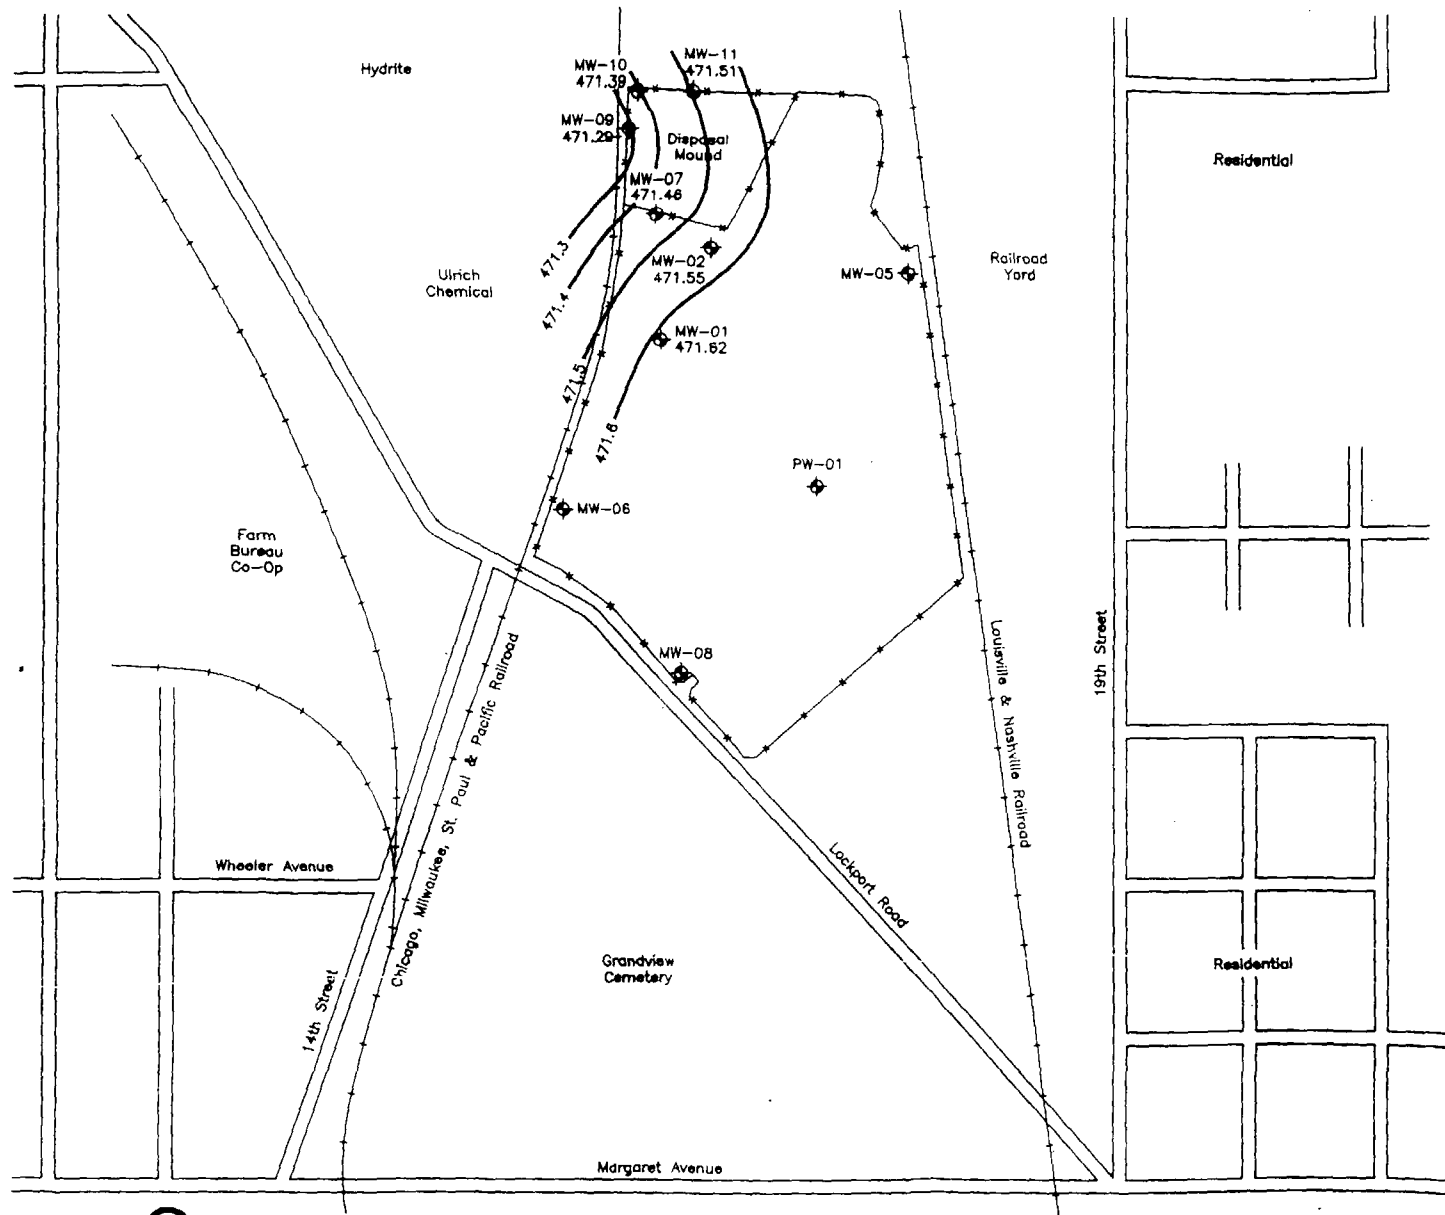 Hydrite
MW-10
471.39
MW-11
471.51
MW-09
471.29
Disposal
Mound
MW-07
471.46
MW-02
471.55
MW-05
Railroad
Yard
Residential
471.3
471.4
Ulrich
Chemical
MW-01
471.62
471.5
471.6
PW-01
MW-06
Farm
Bureau
Co-Op
MW-08
19th Street
Louisville & Nashville Railroad
Chicago, Milwaukee, St. Paul & Pacific Railroad
Wheeler Avenue
Lockport Road
14th Street
Grandview
Cemetery
Residential
Margaret Avenue